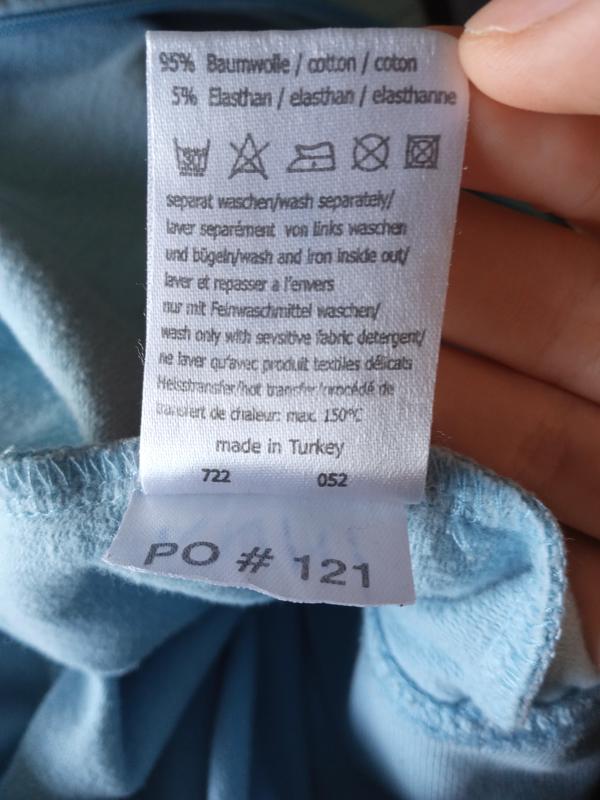 95% Baumwolle / cotton / coton
5% Elasthan / elasthan / elasthanne
30
separat waschen/wash separately/
laver separément von links waschen
und bügeln/wash and iron inside out/
laver et repasser a l'envers
nur mit Feinwaschmittel waschen/
wash only with sevsitive fabric detergent/
ne laver qu'avec produit textiles délicats
Heisstransfer/hot transfer/procédé de
transfert de chaleur: max. 150°C
made in Turkey
722 052
PO # 121